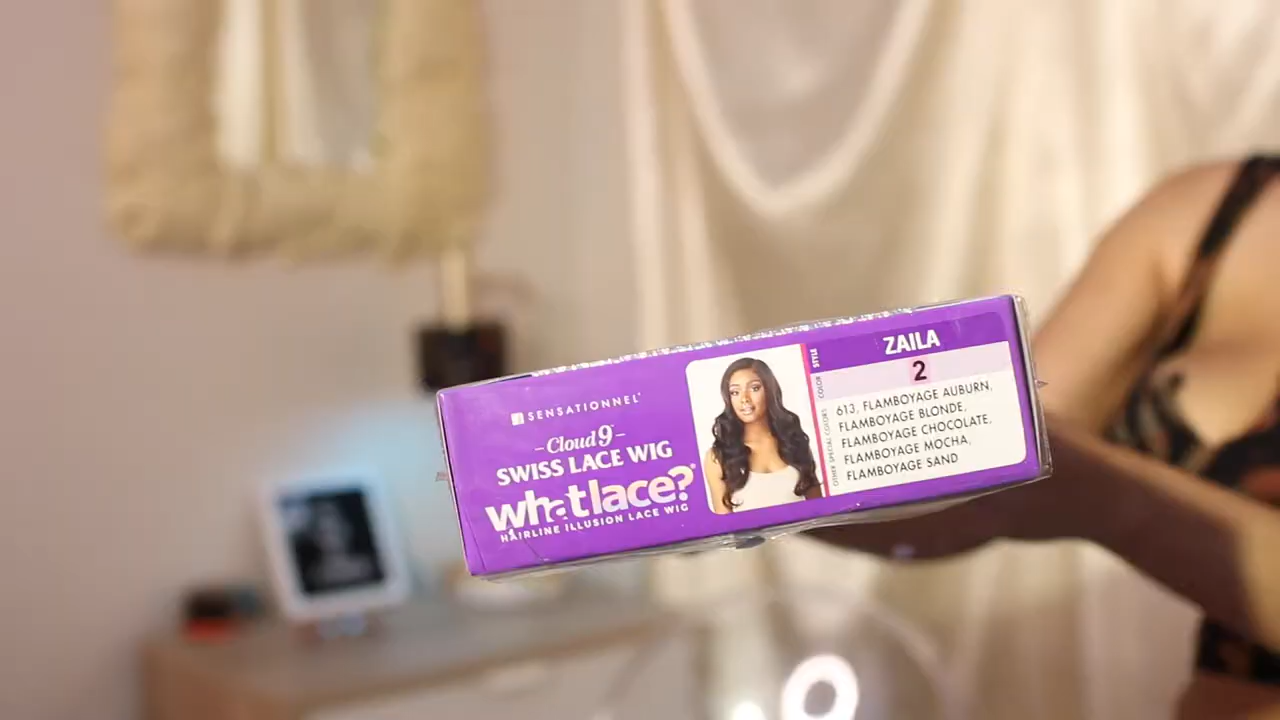 SENSATIONNEL
-Cloud 9-
SWISS LACE WIG
whatlace?
HAIRLINE ILLUSION LACE WIG
STYLE
ZAILA
COLOR
2
OTHER SPECIAL COLORS
613, FLAMBOYAGE AUBURN,
FLAMBOYAGE BLONDE,
FLAMBOYAGE CHOCOLATE,
FLAMBOYAGE MOCHA,
FLAMBOYAGE SAND